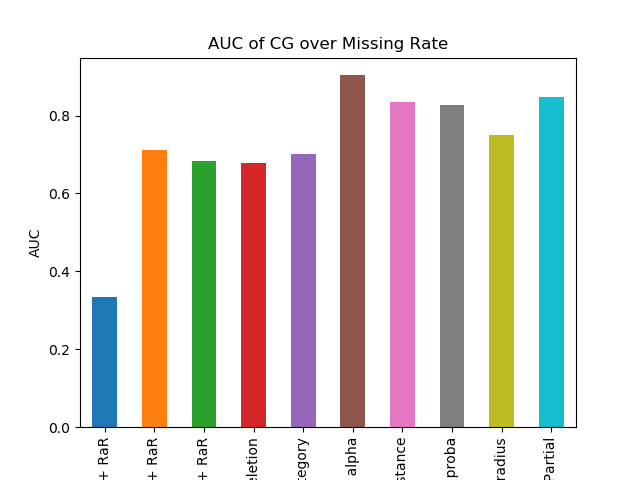 AUC of CG over Missing Rate
AUC
0.8
0.6
0.4
0.2
0.0
+ RaR
+ RaR
+ RaR
eletion
tegory
alpha
stance
proba
radius
Partial